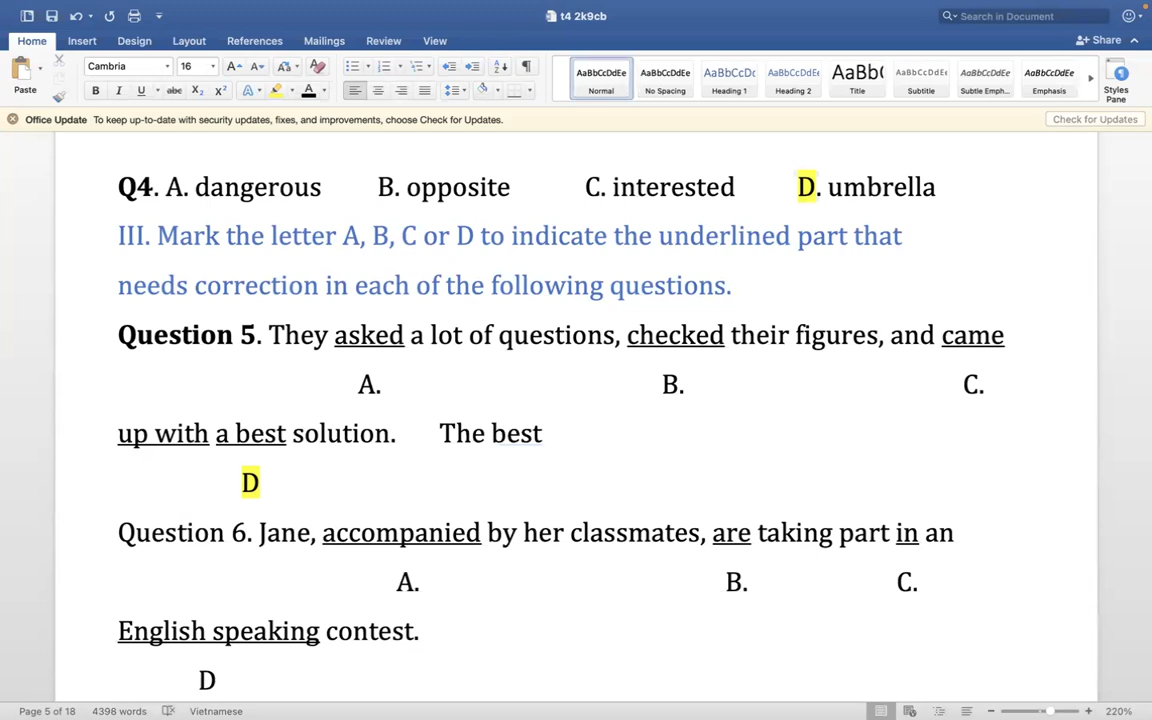 t4 2k9cb
Search in Document
Home Insert Design Layout References Mailings Review View
Share
Paste
Cambria 16
AaBbCcDdEe AaBbCcDdEe AaBbCcDc AaBbCcDdEe AaBb( AaBbCcDdEe AaBbCcDdEe AaBbCcDdEe
Normal No Spacing Heading 1 Heading 2 Title Subtitle Subtle Emph... Emphasis
Styles
Pane
Office Update To keep up-to-date with security updates, fixes, and improvements, choose Check for Updates.
Check for Updates
Q4. A. dangerous B. opposite C. interested D. umbrella
III. Mark the letter A, B, C or D to indicate the underlined part that
needs correction in each of the following questions.
Question 5. They asked a lot of questions, checked their figures, and came
A. B. C.
up with a best solution. The best
D
Question 6. Jane, accompanied by her classmates, are taking part in an
A. B. C.
English speaking contest.
D
Page 5 of 18 4398 words Vietnamese
220%